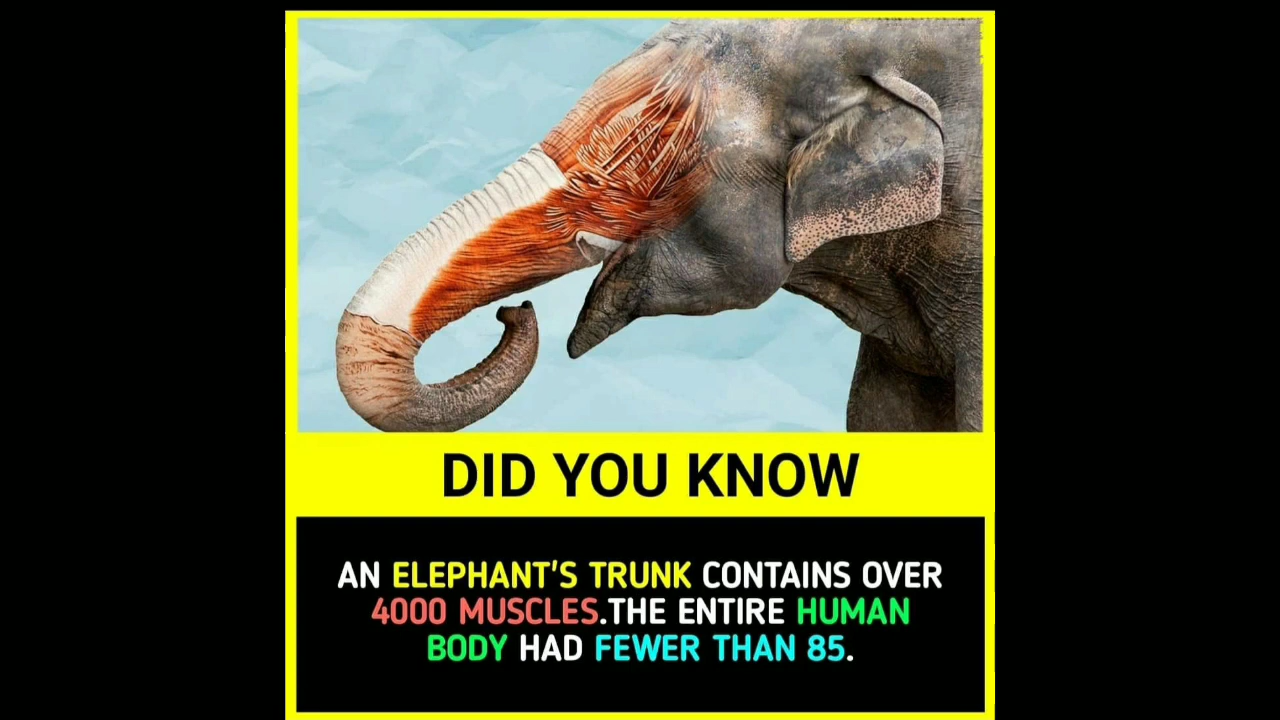 DID YOU KNOW
AN ELEPHANT'S TRUNK CONTAINS OVER
4000 MUSCLES.THE ENTIRE HUMAN
BODY HAD FEWER THAN 85.